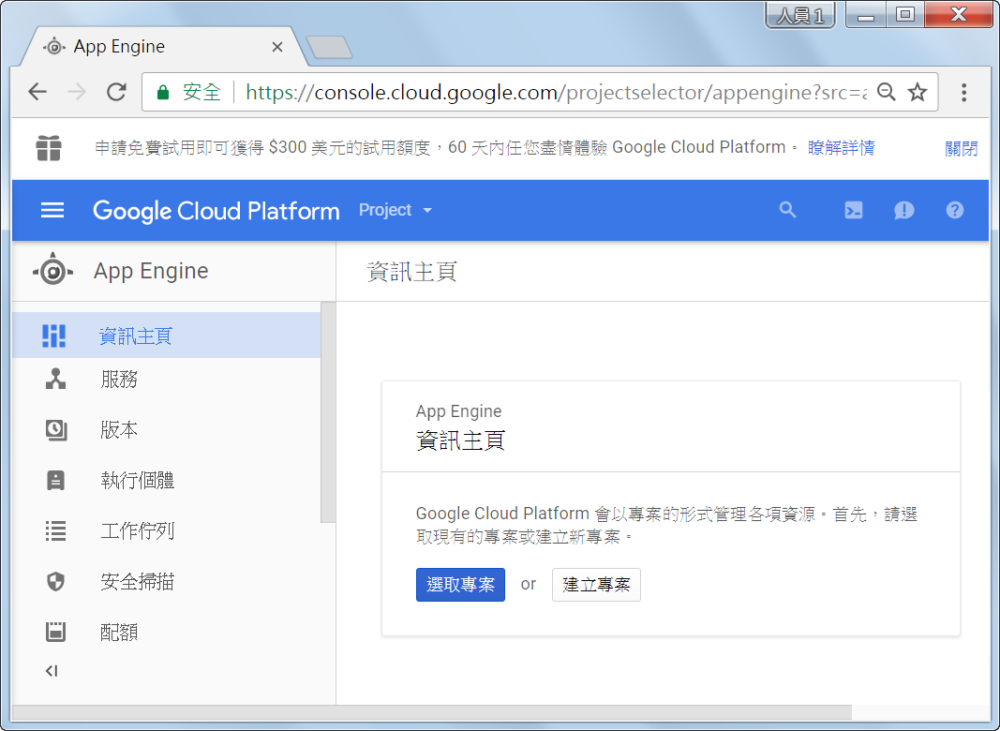 人員 1
App Engine
安全 https://console.cloud.google.com/projectselector/appengine?src=a
申請免費試用即可獲得 $300 美元的試用額度，60 天內任您盡情體驗 Google Cloud Platform。 瞭解詳情 關閉
Google Cloud Platform Project
App Engine
資訊主頁
資訊主頁
服務
版本
執行個體
工作佇列
安全掃描
配額
App Engine
資訊主頁
Google Cloud Platform 會以專案的形式管理各項資源。首先，請選
取現有的專案或建立新專案。
選取專案 or 建立專案